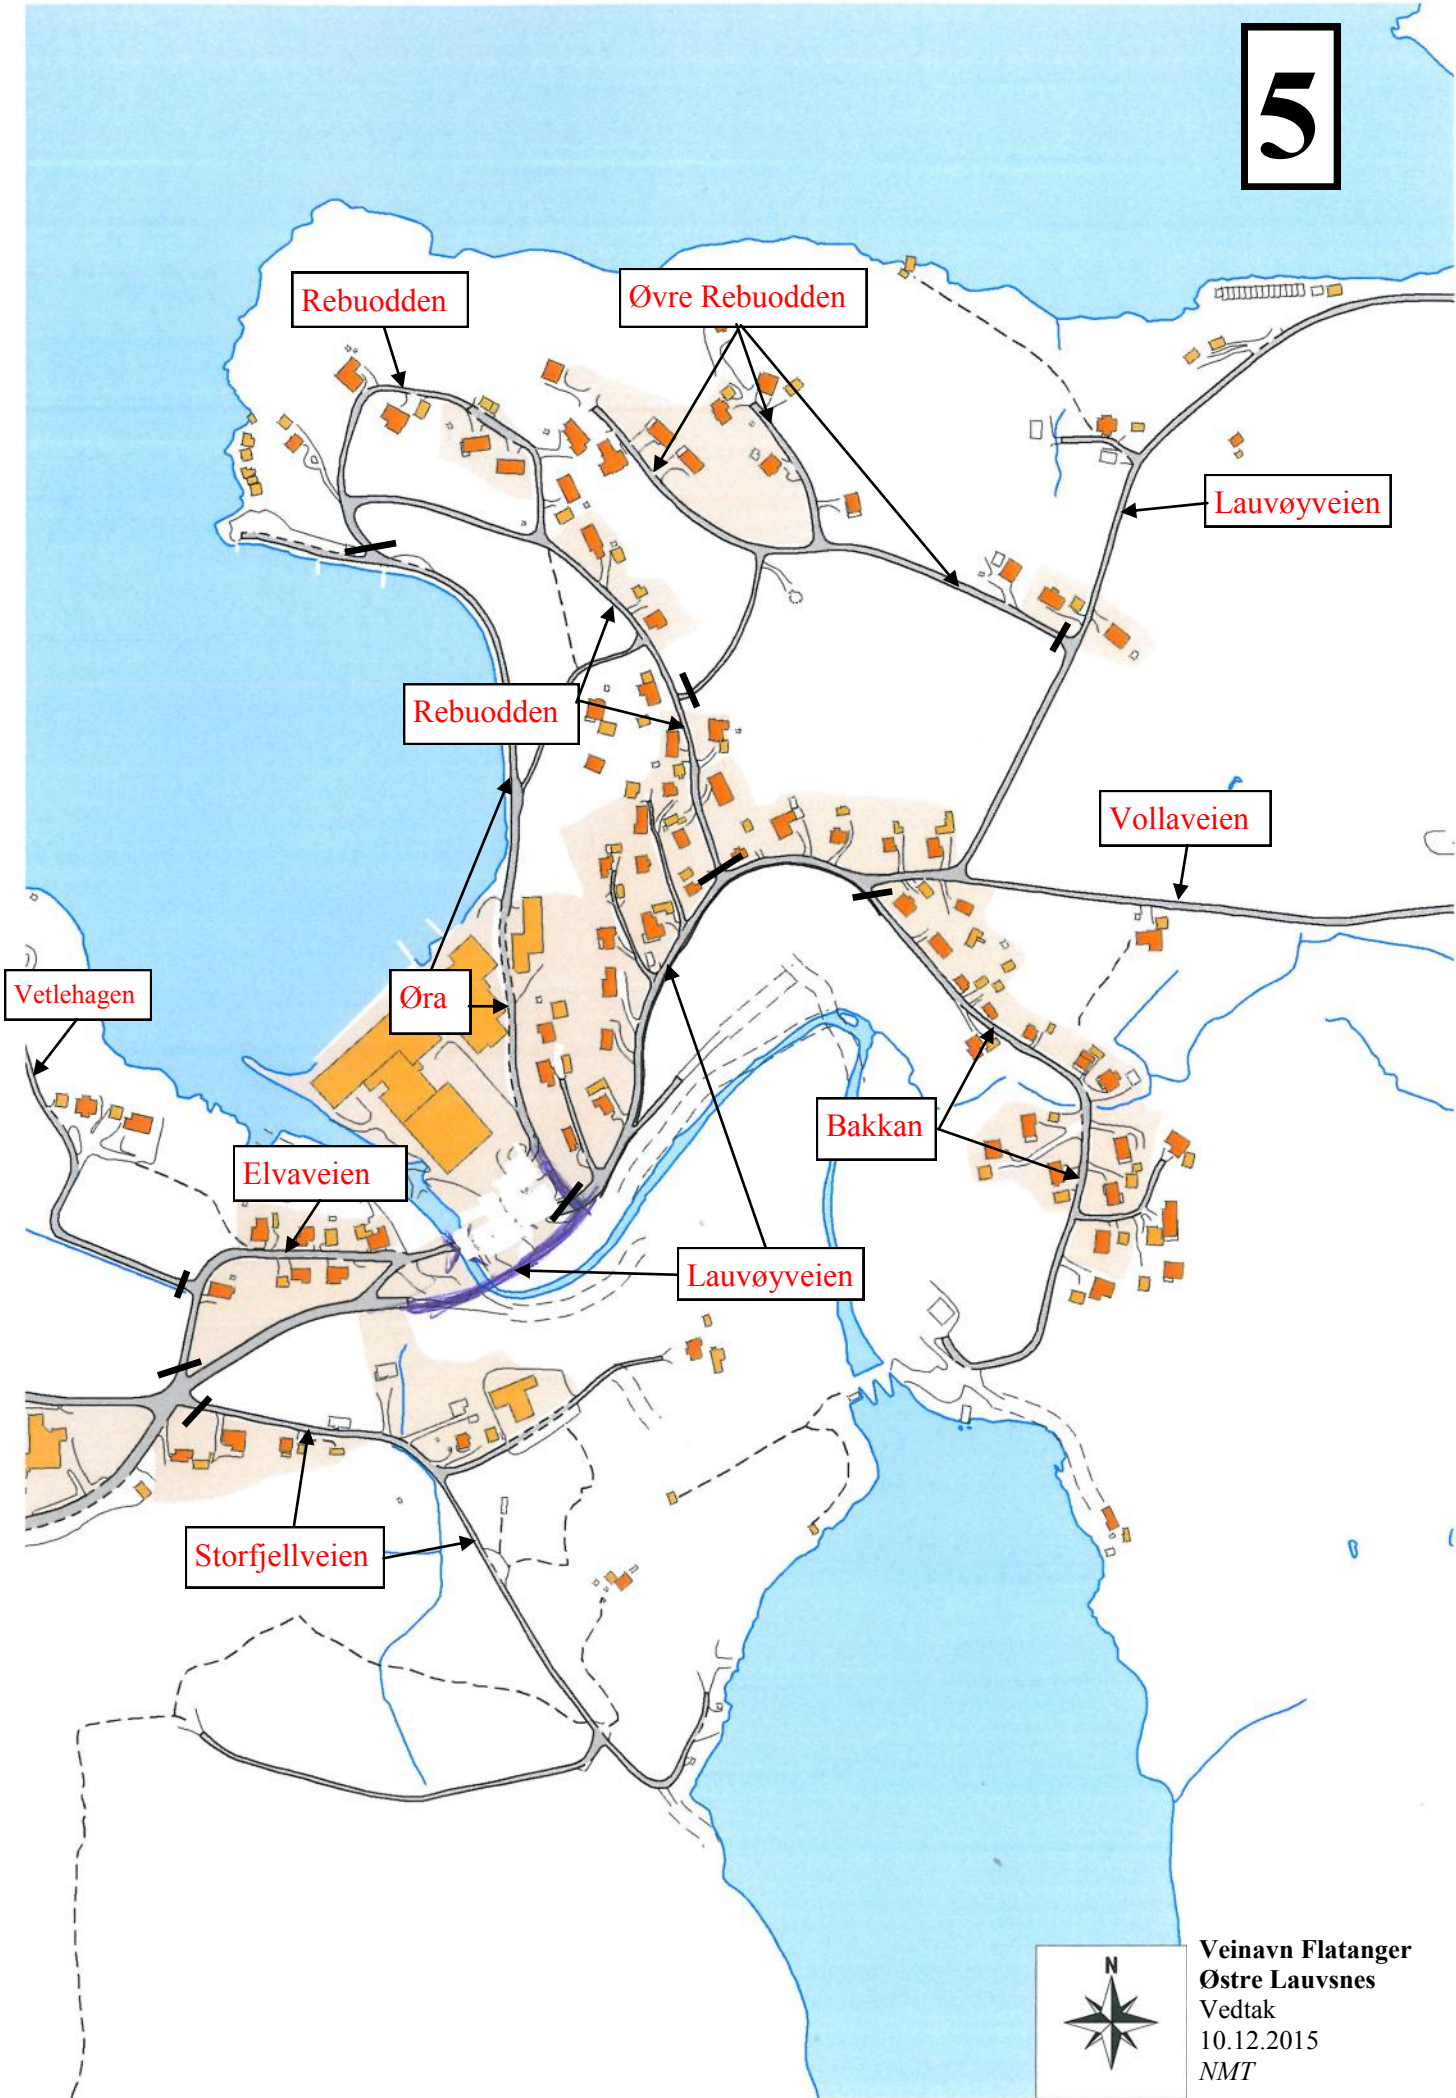 5
Rebuodden
Øvre Rebuodden
Lauvøyveien
Rebuodden
Vollaveien
Vetlehagen
Øra
Bakkan
Elvaveien
Lauvøyveien
Storfjellveien
N
Veinavn Flatanger
Østre Lauvsnes
Vedtak
10.12.2015
NMT